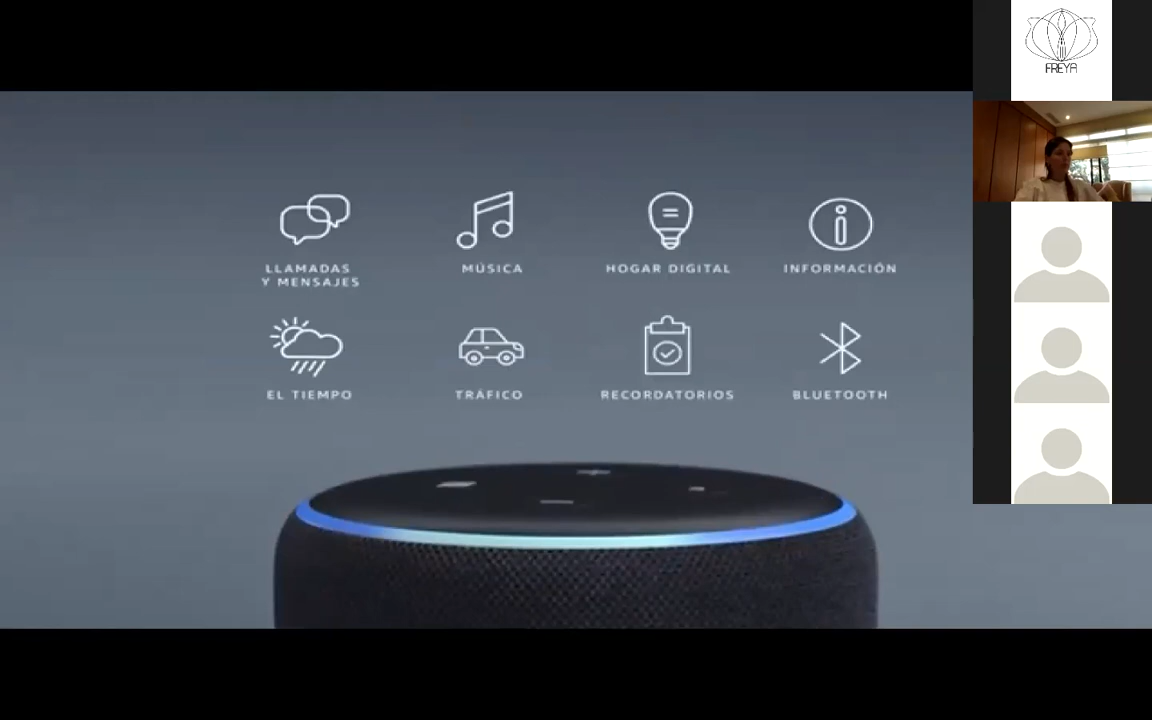 FREYA
LLAMADAS
Y MENSAJES
MÚSICA
HOGAR DIGITAL
INFORMACIÓN
EL TIEMPO
TRÁFICO
RECORDATORIOS
BLUETOOTH